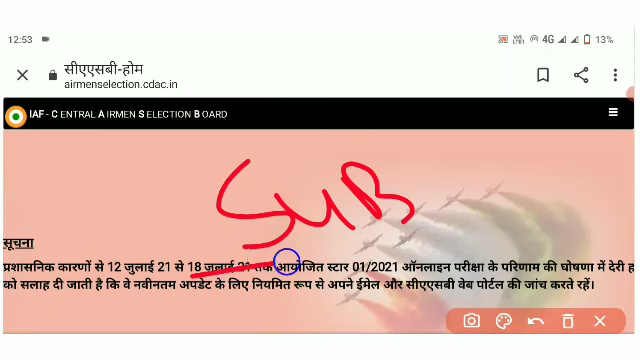 12:53 4G 13%
सीएएसबी-होम
airmenselection.cdac.in
IAF - CENTRAL AIRMEN SELECTION BOARD
SUB
सूचना
प्रशासनिक कारणों से 12 जुलाई 21 से 18 जुलाई 21 तक आयोजित स्टार 01/2021 ऑनलाइन परीक्षा के परिणाम की घोषणा में देरी ह
को सलाह दी जाती है कि वे नवीनतम अपडेट के लिए नियमित रूप से अपने ईमेल और सीएएसबी वेब पोर्टल की जांच करते रहें।